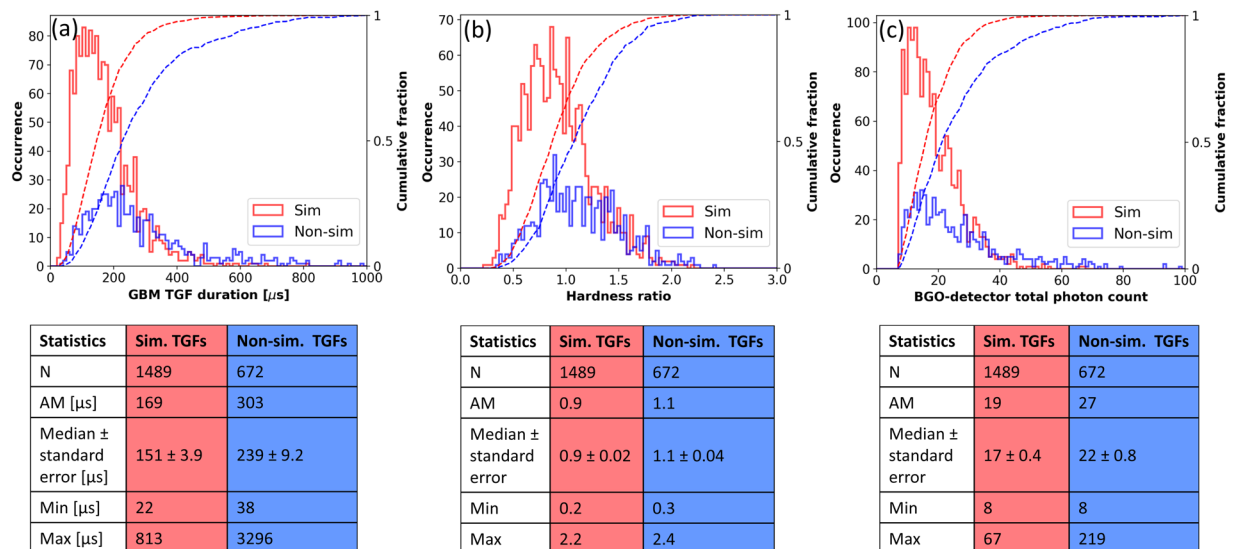 (a)
80
70
60
50
40
30
20
10
0
Occurrence
1
0.5
0
Cumulative fraction
Sim
Non-sim
0 200 400 600 800 1000
GBM TGF duration [μs]
(b)
70
60
50
40
30
20
10
0
Occurrence
1
0.5
0
Cumulative fraction
Sim
Non-sim
0.0 0.5 1.0 1.5 2.0 2.5 3.0
Hardness ratio
(c)
100
80
60
40
20
0
Occurrence
1
0.5
0
Cumulative fraction
Sim
Non-sim
0 20 40 60 80 100
BGO-detector total photon count
Statistics Sim. TGFs Non-sim. TGFs
N 1489 672
AM [μs] 169 303
Median ±
standard
error [μs]
151 ± 3.9 239 ± 9.2
Min [μs] 22 38
Max [μs] 813 3296
Statistics Sim. TGFs Non-sim. TGFs
N 1489 672
AM 0.9 1.1
Median ±
standard
error
0.9 ± 0.02 1.1 ± 0.04
Min 0.2 0.3
Max 2.2 2.4
Statistics Sim. TGFs Non-sim. TGFs
N 1489 672
AM 19 27
Median ±
standard
error
17 ± 0.4 22 ± 0.8
Min 8 8
Max 67 219